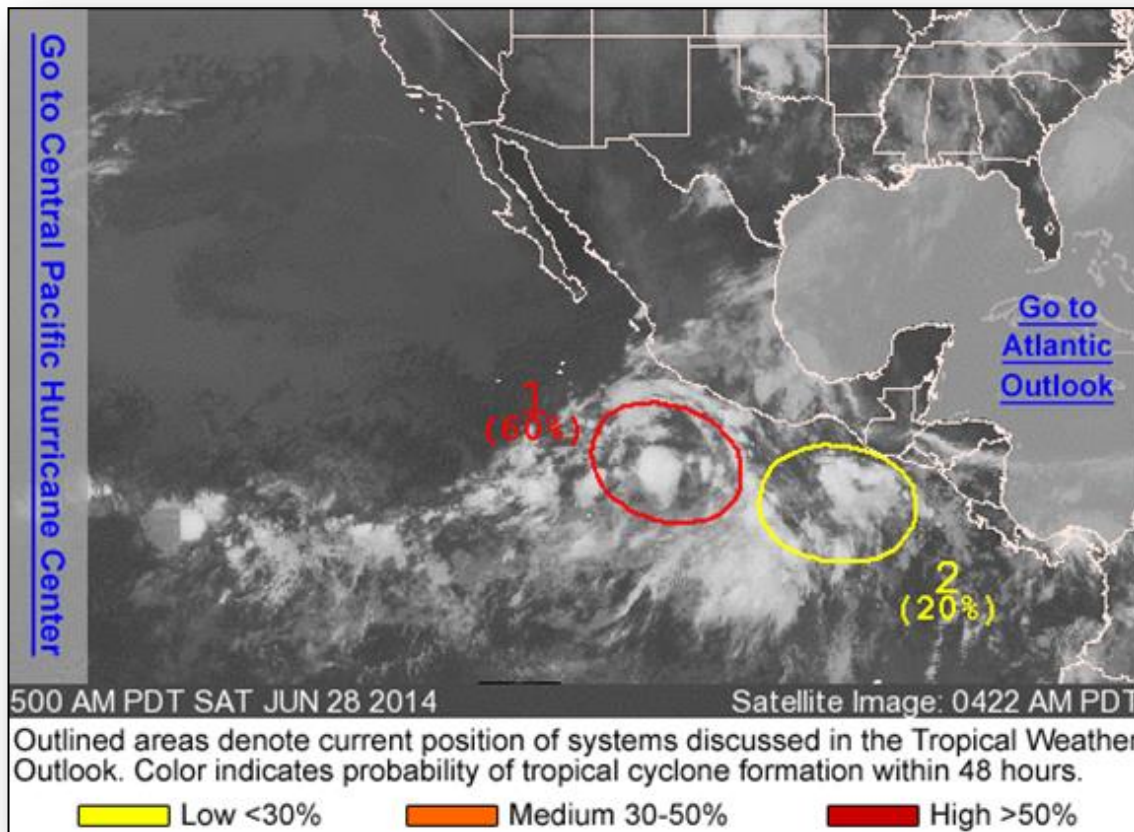 Go to Central Pacific Hurricane Center
1
(60%)
Go to
Atlantic
Outlook
2
(20%)
500 AM PDT SAT JUN 28 2014
Satellite Image: 0422 AM PDT
Outlined areas denote current position of systems discussed in the Tropical Weather
Outlook. Color indicates probability of tropical cyclone formation within 48 hours.
Low <30%
Medium 30-50%
High >50%